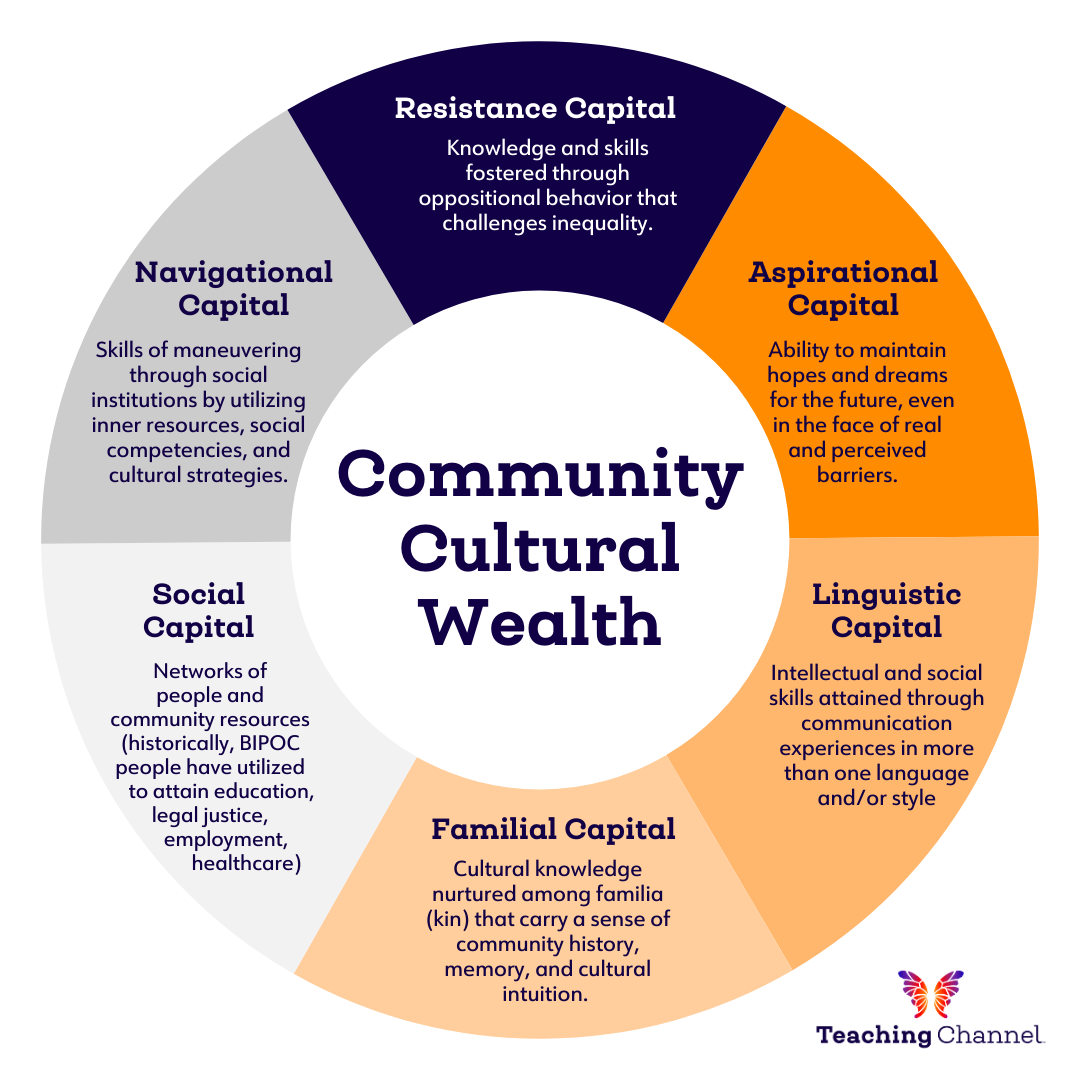 Resistance Capital
Knowledge and skills
fostered through
oppositional behavior that
challenges inequality.
Aspirational
Capital
Ability to maintain
hopes and dreams
for the future, even
in the face of real
and perceived
barriers.
Linguistic
Capital
Intellectual and social
skills attained through
communication
experiences in more
than one language
and/or style
Familial Capital
Cultural knowledge
nurtured among familia
(kin) that carry a sense of
community history,
memory, and cultural
intuition.
Social
Capital
Networks of
people and
community resources
(historically, BIPOC
people have utilized
to attain education,
legal justice,
employment,
healthcare)
Navigational
Capital
Skills of maneuvering
through social
institutions by utilizing
inner resources, social
competencies, and
cultural strategies.
Community
Cultural
Wealth
Teaching Channel